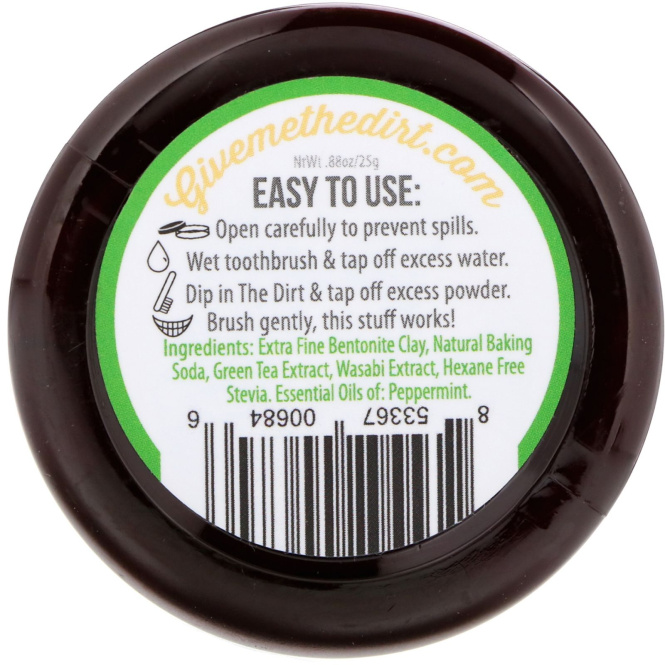 Givemethedirt.com
NtWt .88oz/25g
EASY TO USE:
Open carefully to prevent spills.
Wet toothbrush & tap off excess water.
Dip in The Dirt & tap off excess powder.
Brush gently, this stuff works!
Ingredients: Extra Fine Bentonite Clay, Natural Baking
Soda, Green Tea Extract, Wasabi Extract, Hexane Free
Stevia. Essential Oils of: Peppermint.
8 53367 00684 6